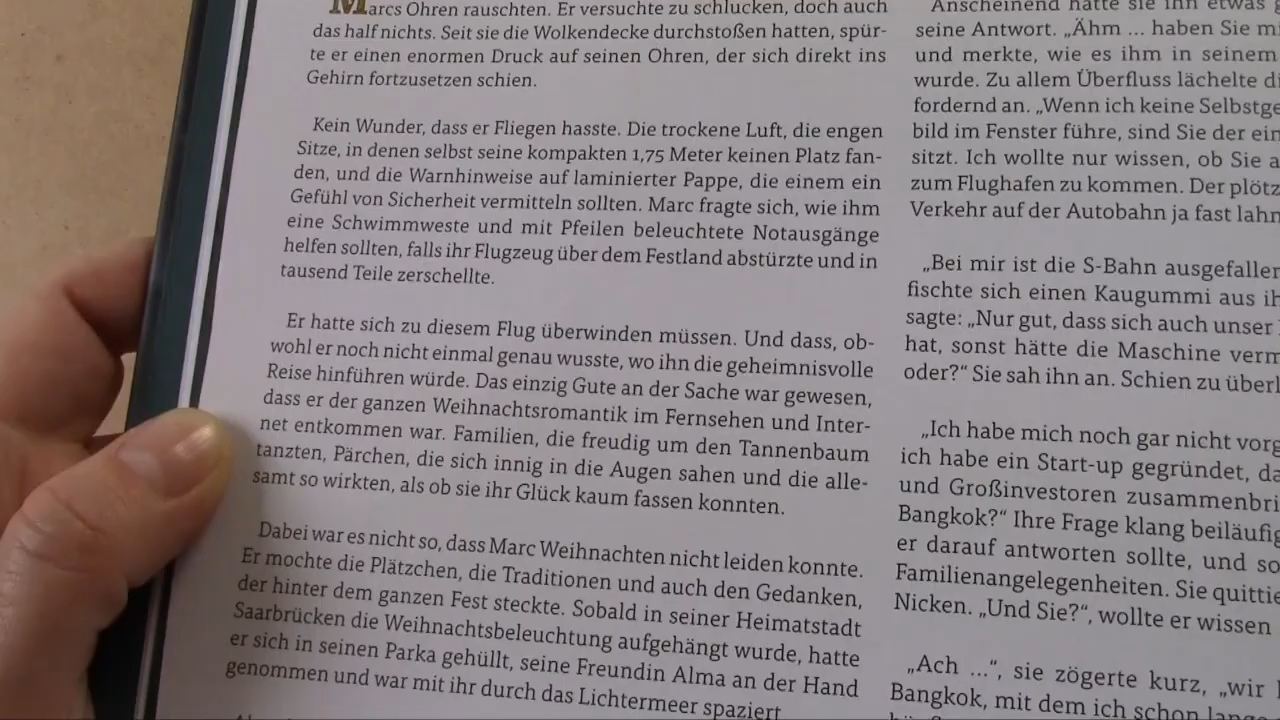 Marcs Ohren rauschten. Er versuchte zu schlucken, doch auch
das half nichts. Seit sie die Wolkendecke durchstoßen hatten, spür-
te er einen enormen Druck auf seinen Ohren, der sich direkt ins
Gehirn fortzusetzen schien.
Kein Wunder, dass er Fliegen hasste. Die trockene Luft, die engen
Sitze, in denen selbst seine kompakten 1,75 Meter keinen Platz fan-
den, und die Warnhinweise auf laminierter Pappe, die einem ein
Gefühl von Sicherheit vermitteln sollten. Marc fragte sich, wie ihm
eine Schwimmweste und mit Pfeilen beleuchtete Notausgänge
helfen sollten, falls ihr Flugzeug über dem Festland abstürzte und in
tausend Teile zerschellte.
Er hatte sich zu diesem Flug überwinden müssen. Und dass, ob-
wohl er noch nicht einmal genau wusste, wo ihn die geheimnisvolle
Reise hinführen würde. Das einzig Gute an der Sache war gewesen,
dass er der ganzen Weihnachtsromantik im Fernsehen und Inter-
net entkommen war. Familien, die freudig um den Tannenbaum
tanzten, Pärchen, die sich innig in die Augen sahen und die alle-
samt so wirkten, als ob sie ihr Glück kaum fassen konnten.
Dabei war es nicht so, dass Marc Weihnachten nicht leiden konnte.
Er mochte die Plätzchen, die Traditionen und auch den Gedanken,
der hinter dem ganzen Fest steckte. Sobald in seiner Heimatstadt
Saarbrücken die Weihnachtsbeleuchtung aufgehängt wurde, hatte
er sich in seinen Parka gehüllt, seine Freundin Alma an der Hand
genommen und war mit ihr durch das Lichtermeer spaziert
Anscheinend hatte sie ihn etwas
seine Antwort. „Ähm ... haben Sie
und merkte, wie es ihm in seinem
wurde. Zu allem Überfluss lächelte
fordernd an. „Wenn ich keine Selbstge
bild im Fenster führe, sind Sie der
sitzt. Ich wollte nur wissen, ob Sie
zum Flughafen zu kommen. Der
Verkehr auf der Autobahn ja fast
„Bei mir ist die S-Bahn
fischte sich einen Kaugummi aus
sagte: „Nur gut, dass sich auch unser
hat, sonst hätte die Maschine
oder?“ Sie sah ihn an. Schien zu
„Ich habe mich noch gar nicht
ich habe ein Start-up gegründet,
und Großinvestoren
Bangkok?“ Ihre Frage klang
er darauf antworten sollte, und
Familienangelegenheiten. Sie
Nicken. „Und Sie?“, wollte er wissen
„Ach ...“, sie zögerte kurz, „wir
Bangkok, mit dem ich schon